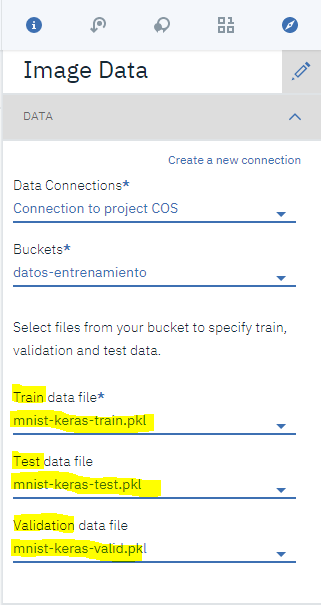 Image Data
DATA
Create a new connection
Data Connections*
Connection to project COS
Buckets*
datos-entrenamiento
Select files from your bucket to specify train,
validation and test data.
Train data file*
mnist-keras-train.pkl
Test data file
mnist-keras-test.pkl
Validation data file
mnist-keras-valid.pkl